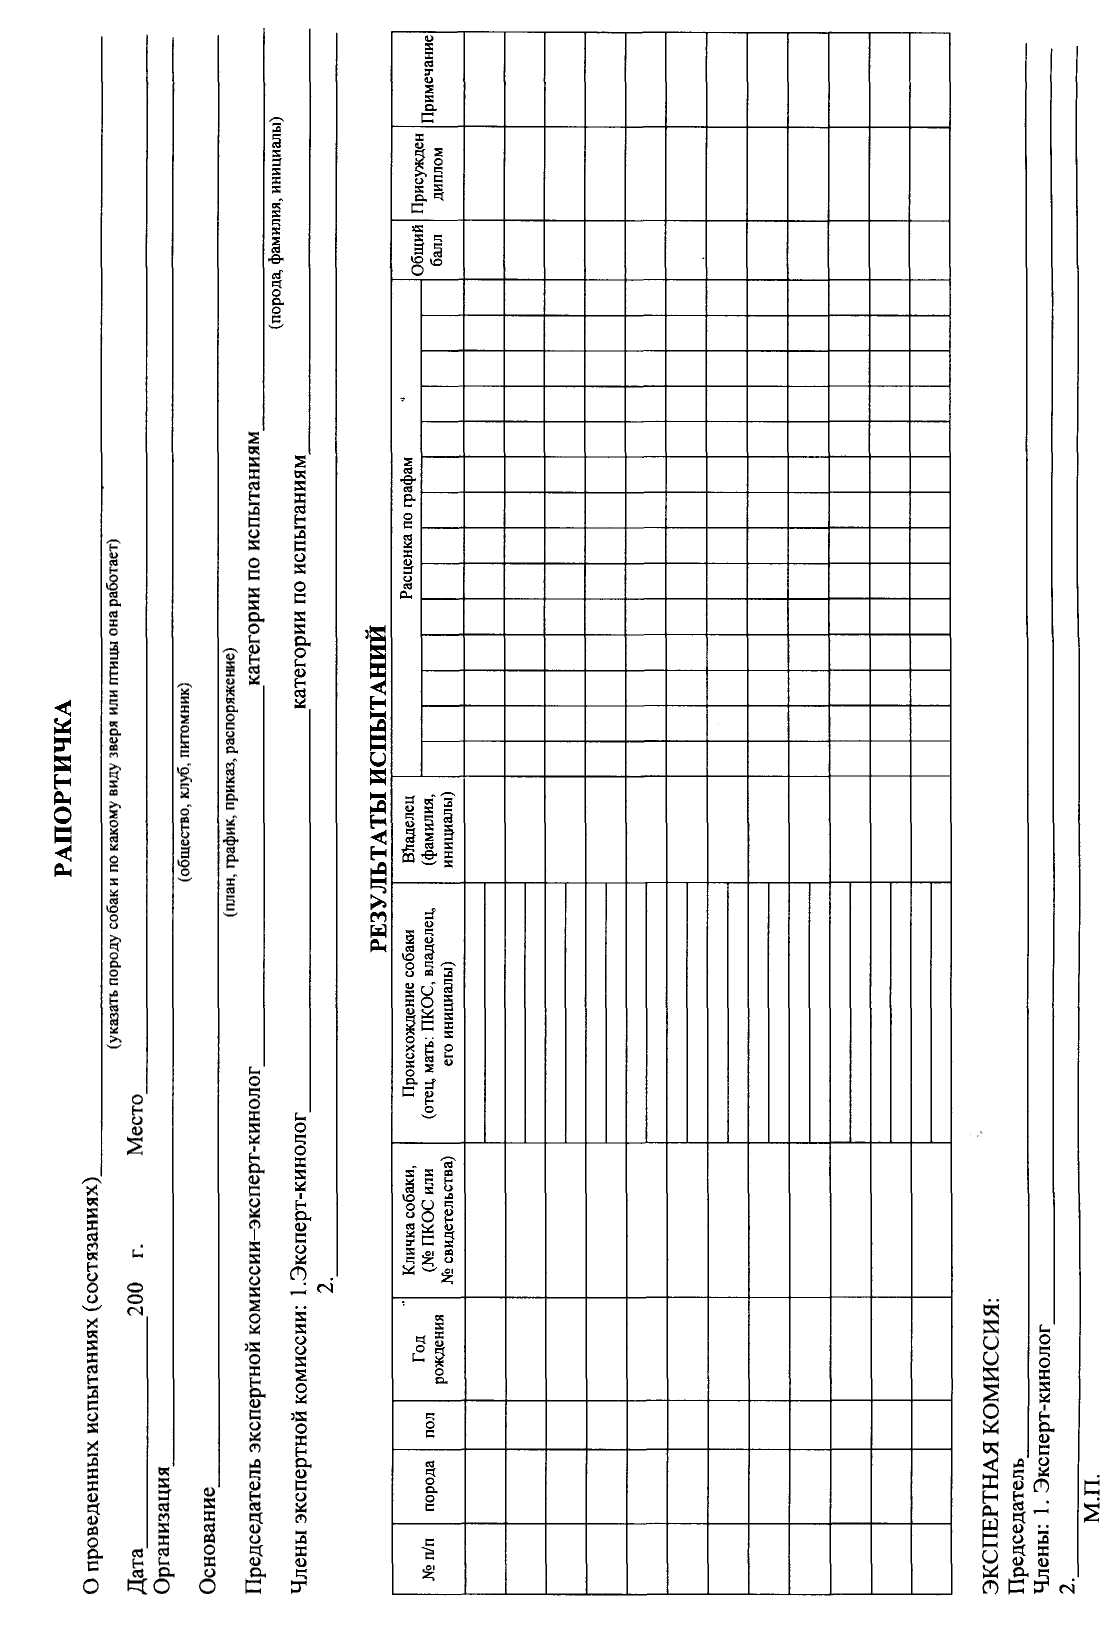 РАПОРТИЧКА
О проведенных испытаниях (состязаниях)
(указать породу собак и по какому виду зверя или птицы она работает)
Дата 200 г. Место
Организация
(общество, клуб, питомник)
Основание
(план, график, приказ, распоряжение)
Председатель экспертной комиссии–эксперт-кинолог категории по испытаниям
(порода, фамилия, инициалы)
Члены экспертной комиссии: 1.Эксперт-кинолог категории по испытаниям
2.
РЕЗУЛЬТАТЫ ИСПЫТАНИЙ
№ п/п
порода
пол
Год
рождения
Кличка собаки,
(№ ПКОС или
№ свидетельства)
Происхождение собаки
(отец, мать: ПКОС, владелец,
его инициалы)
Владелец
(фамилия,
инициалы)
Расценка по графам
Общий
балл
Присужден
диплом
Примечание
ЭКСПЕРТНАЯ КОМИССИЯ:
Председатель
Члены: 1. Эксперт-кинолог
2.
М.П.